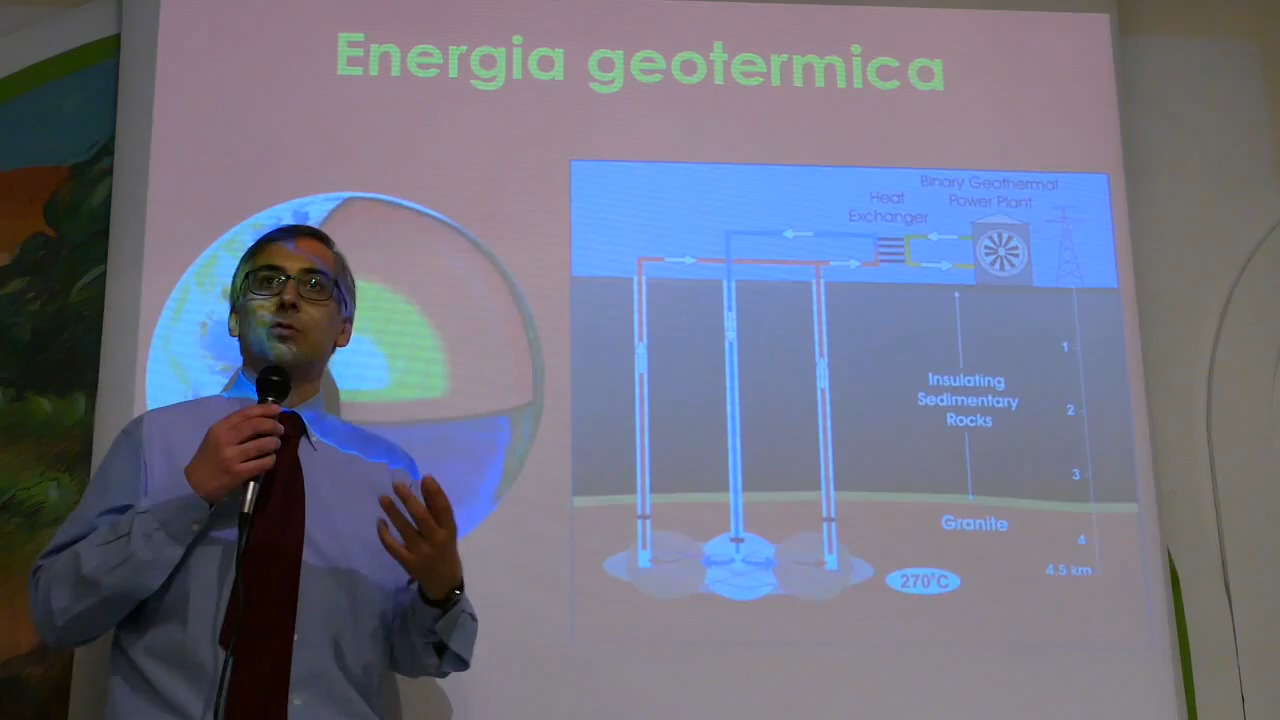 Energia geotermica
Binary Geothermal
Power Plant
Heat
Exchanger
1
Insulating
Sedimentary
Rocks
2
3
Granite
4
4.5 km
270°C